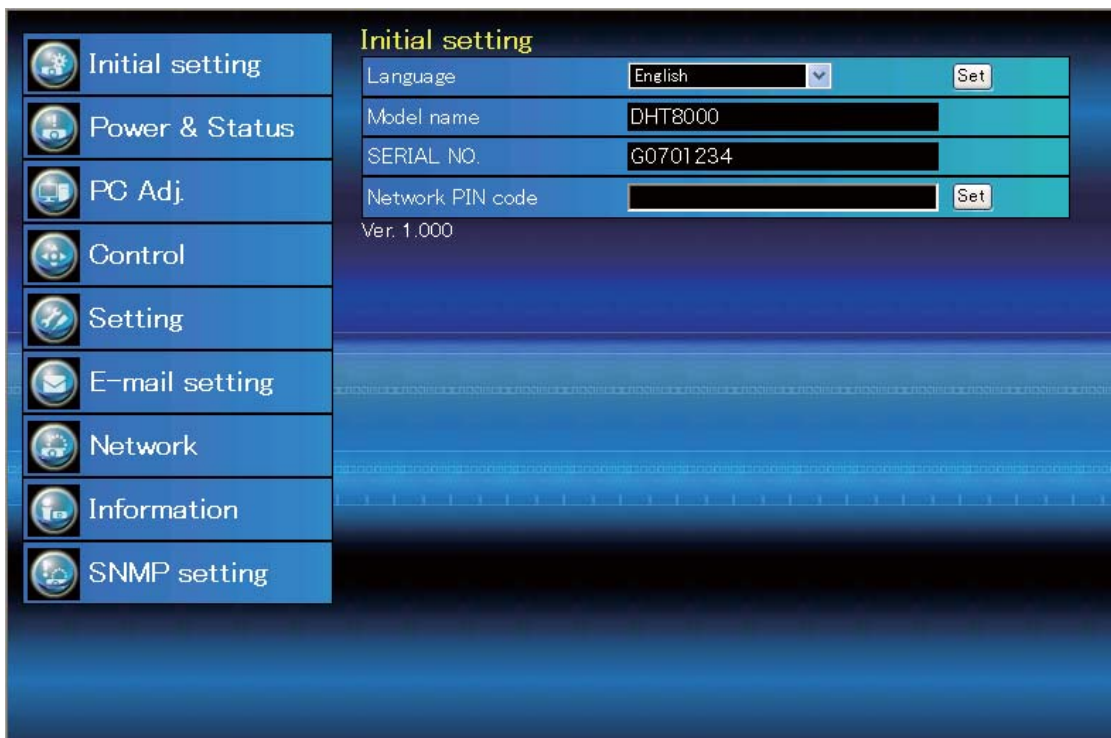 Initial setting
Power & Status
PC Adj.
Control
Setting
E-mail setting
Network
Information
SNMP setting
Initial setting
Language English Set
Model name DHT8000
SERIAL NO. G0701234
Network PIN code Set
Ver. 1.000